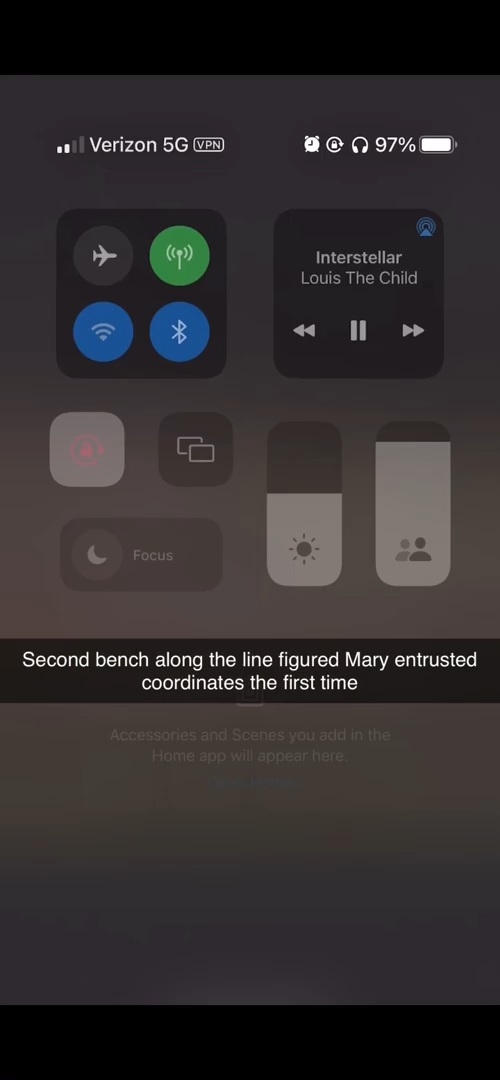 Verizon 5G VPN 97%
Interstellar
Louis The Child
Focus
Second bench along the line figured Mary entrusted
coordinates the first time
Accessories and Scenes you add in the
Home app will appear here.